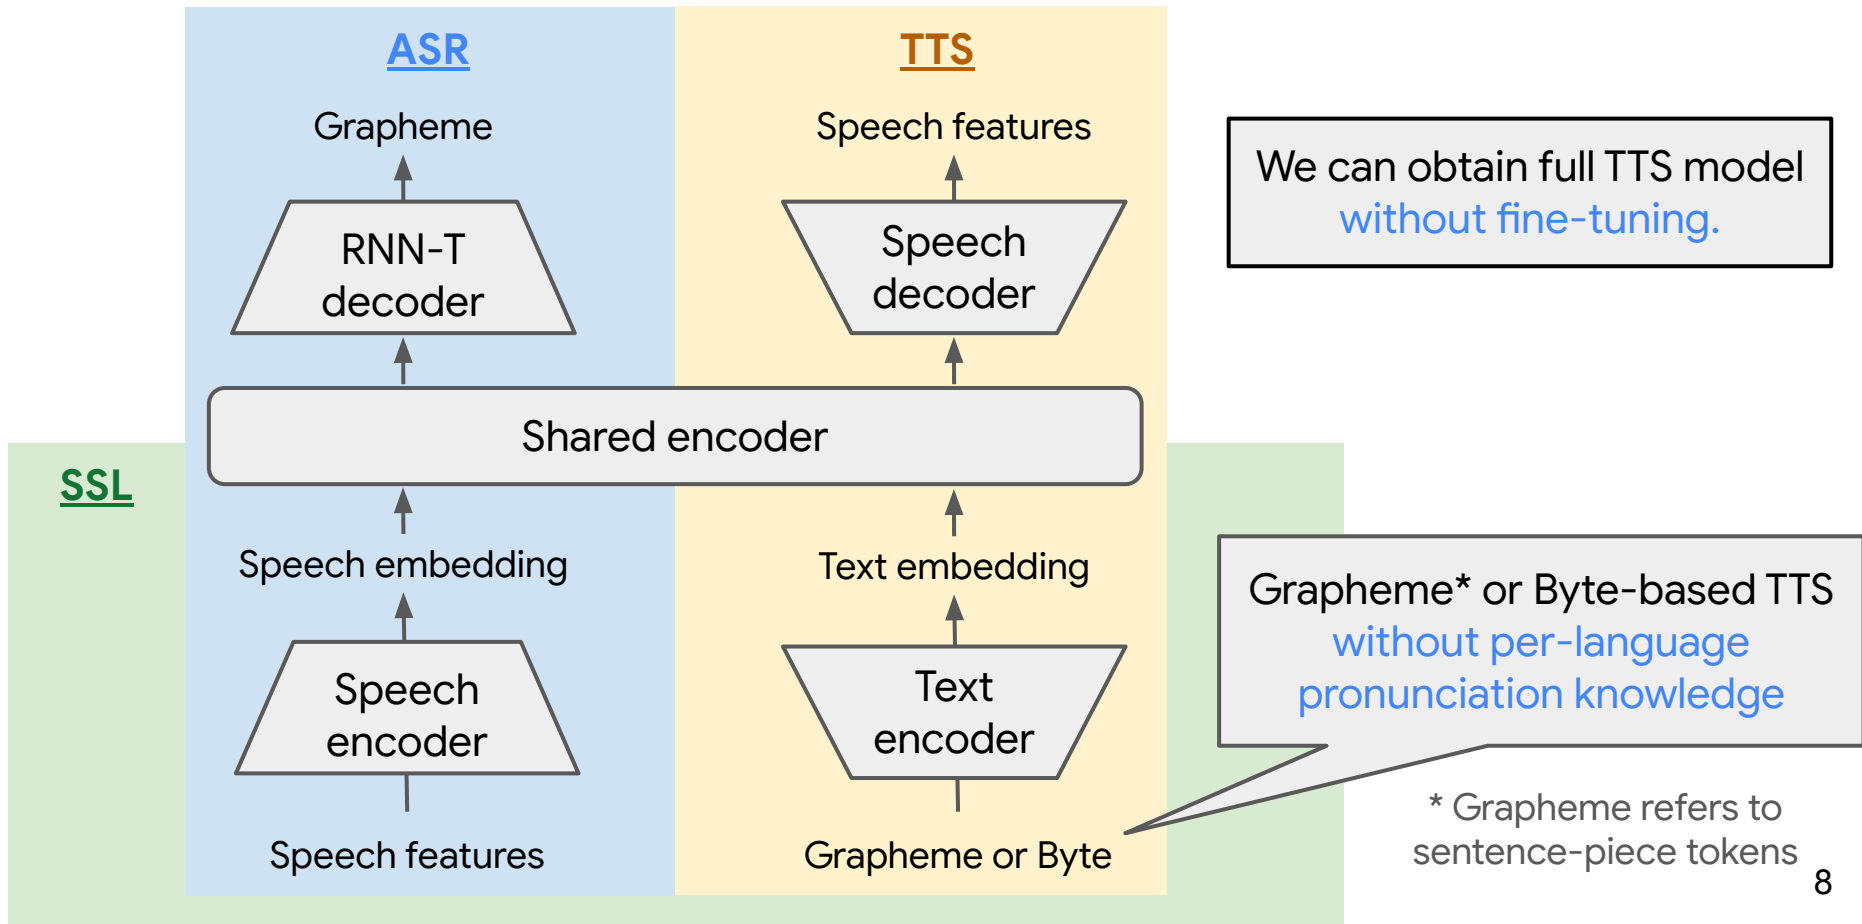 ASR
Grapheme
RNN-T
decoder
TTS
Speech features
Speech
decoder
Shared encoder
SSL
Speech embedding
Text embedding
Speech
encoder
Text
encoder
Speech features
Grapheme or Byte
We can obtain full TTS model
without fine-tuning.
Grapheme* or Byte-based TTS
without per-language
pronunciation knowledge
* Grapheme refers to
sentence-piece tokens
8